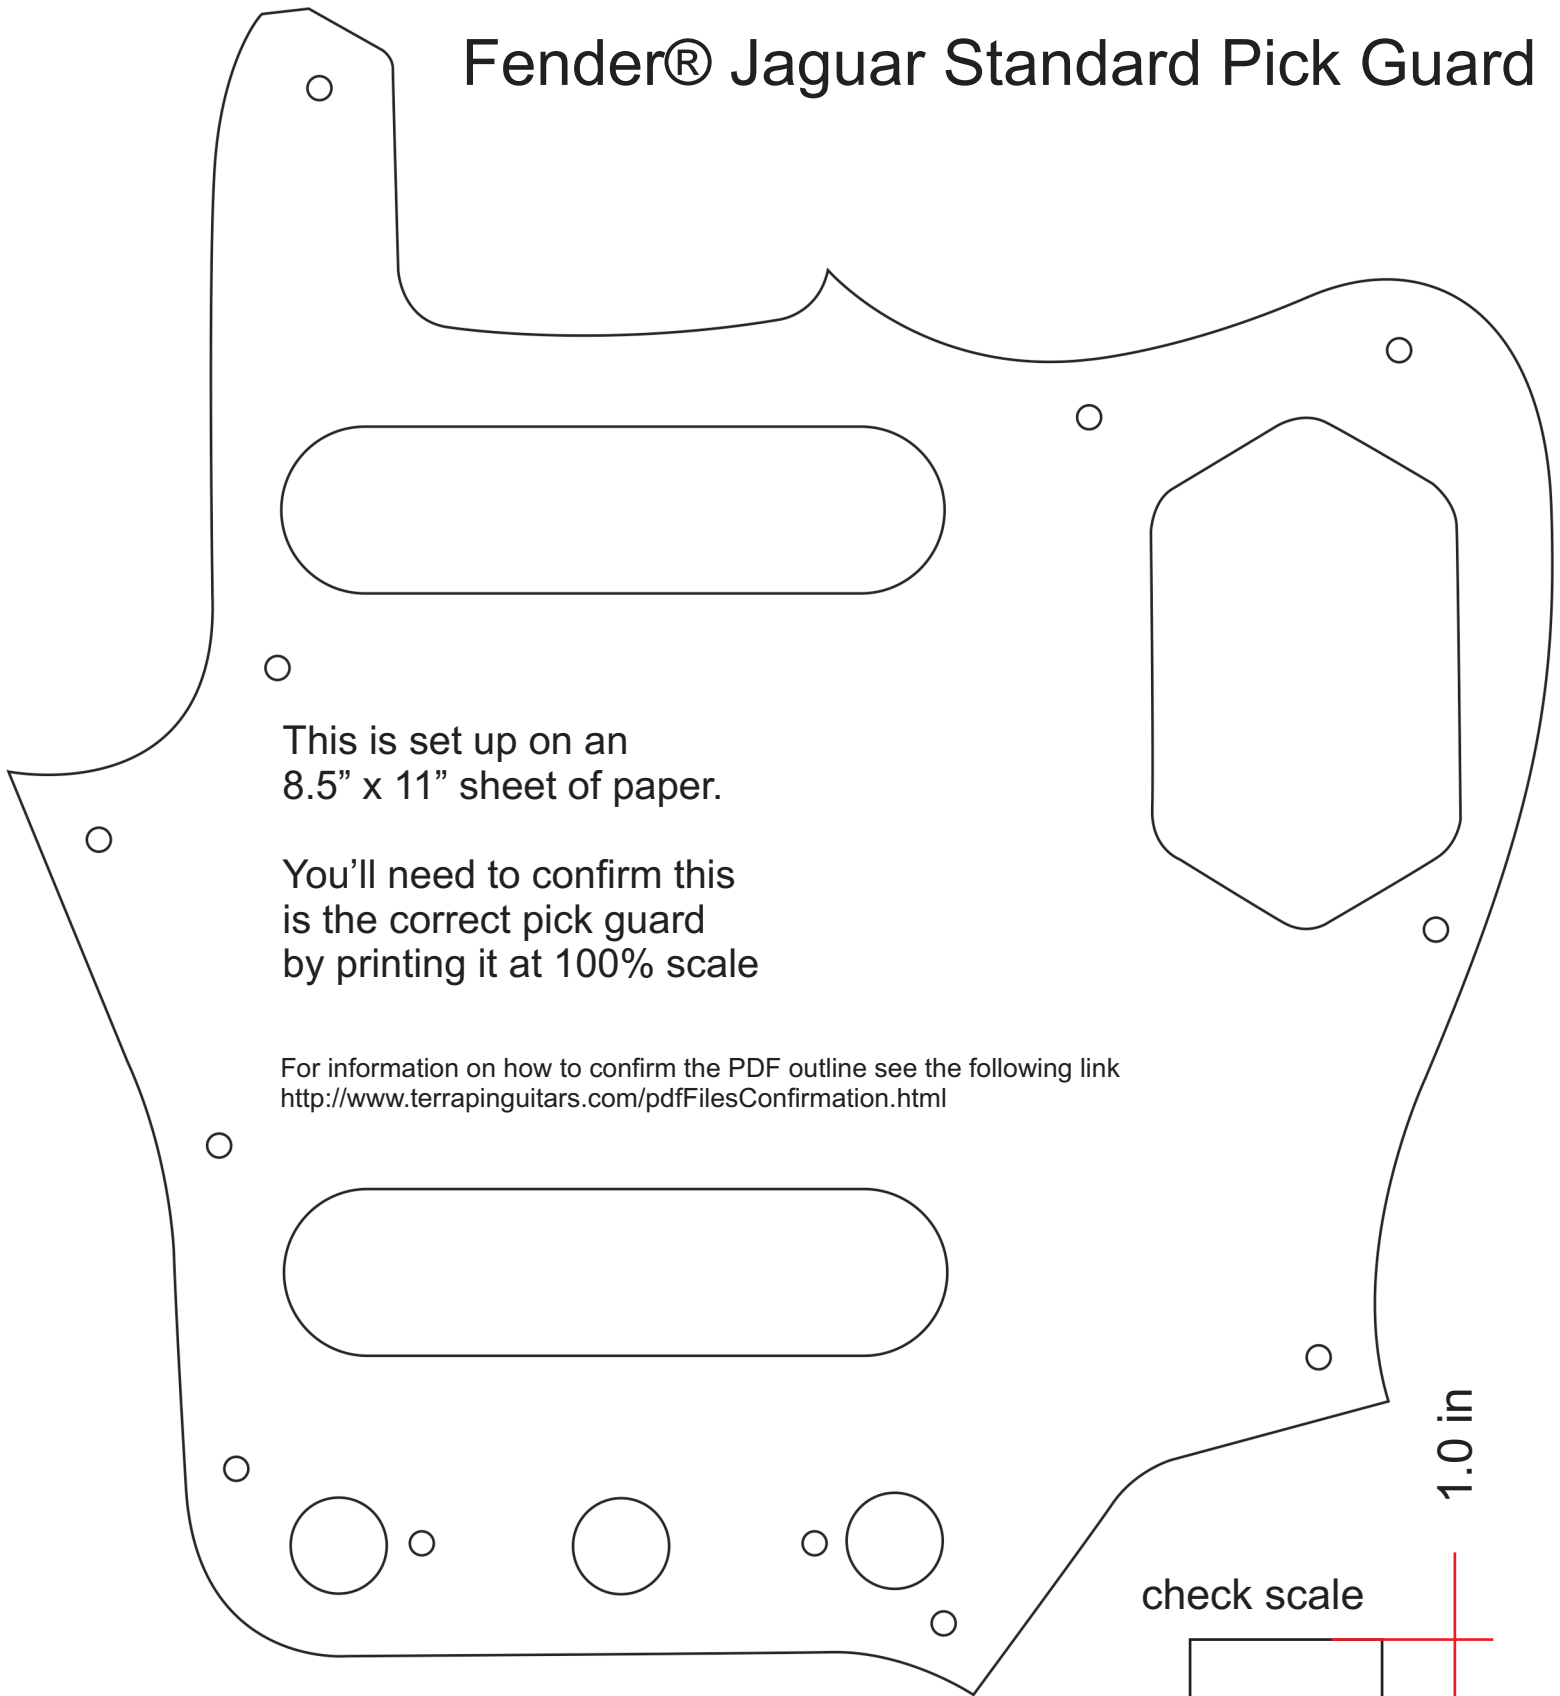 Fender® Jaguar Standard Pick Guard
This is set up on an
8.5” x 11” sheet of paper.
You’ll need to confirm this
is the correct pick guard
by printing it at 100% scale
For information on how to confirm the PDF outline see the following link
http://www.terrapinguitars.com/pdfFilesConfirmation.html
1.0 in
check scale